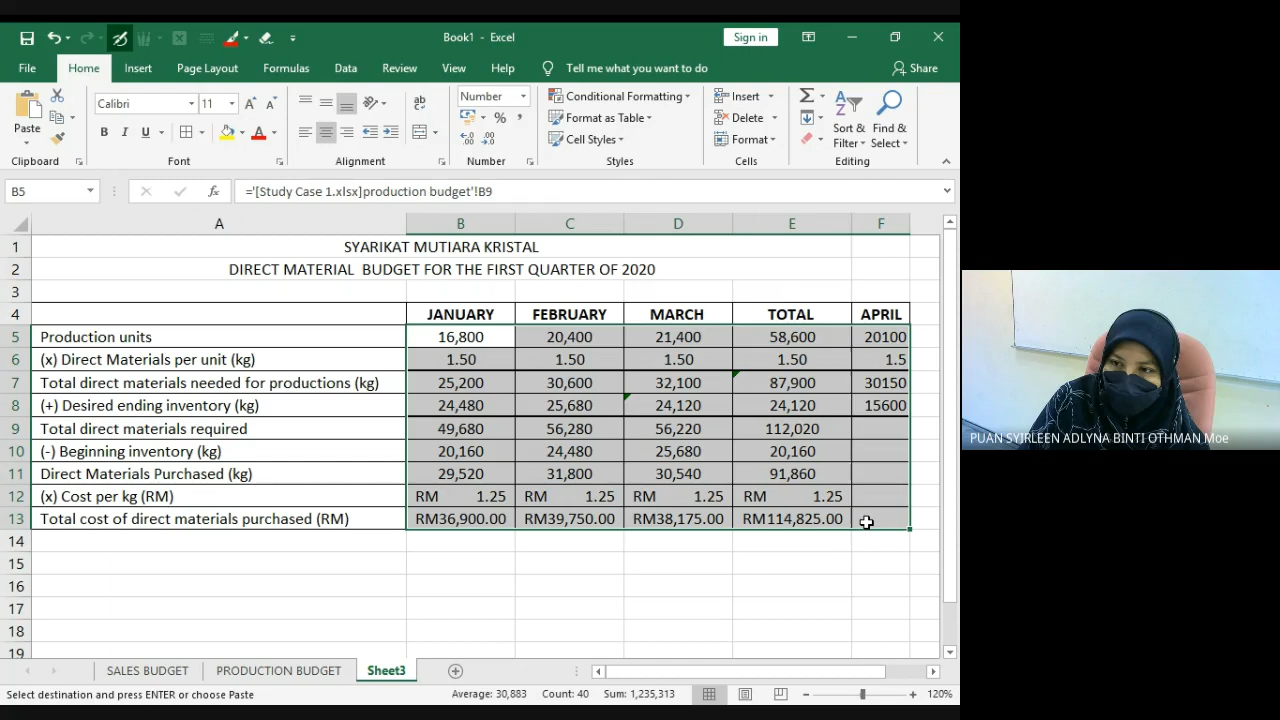 Book1 - Excel
Sign in
File Home Insert Page Layout Formulas Data Review View Help Tell me what you want to do Share
Paste
Calibri 11
B I U
ab
Number
% ,
Conditional Formatting
Format as Table
Cell Styles
Insert
Delete
Format
Sort & Filter
Find & Select
Clipboard Font Alignment Number Styles Cells Editing
B5 fx ='[Study Case 1.xlsx]production budget'!B9
A B C D E F
1 SYARIKAT MUTIARA KRISTAL
2 DIRECT MATERIAL BUDGET FOR THE FIRST QUARTER OF 2020
3
4 JANUARY FEBRUARY MARCH TOTAL APRIL
5 Production units 16,800 20,400 21,400 58,600 20100
6 (x) Direct Materials per unit (kg) 1.50 1.50 1.50 1.50 1.5
7 Total direct materials needed for productions (kg) 25,200 30,600 32,100 87,900 30150
8 (+) Desired ending inventory (kg) 24,480 25,680 24,120 24,120 15600
9 Total direct materials required 49,680 56,280 56,220 112,020
10 (-) Beginning inventory (kg) 20,160 24,480 25,680 20,160
11 Direct Materials Purchased (kg) 29,520 31,800 30,540 91,860
12 (x) Cost per kg (RM) RM 1.25 RM 1.25 RM 1.25 RM 1.25
13 Total cost of direct materials purchased (RM) RM36,900.00 RM39,750.00 RM38,175.00 RM114,825.00
14
15
16
17
18
19
SALES BUDGET PRODUCTION BUDGET Sheet3
Select destination and press ENTER or choose Paste Average: 30,883 Count: 40 Sum: 1,235,313 120%
PUAN SYIRLEEN ADLYNA BINTI OTHMAN Moe